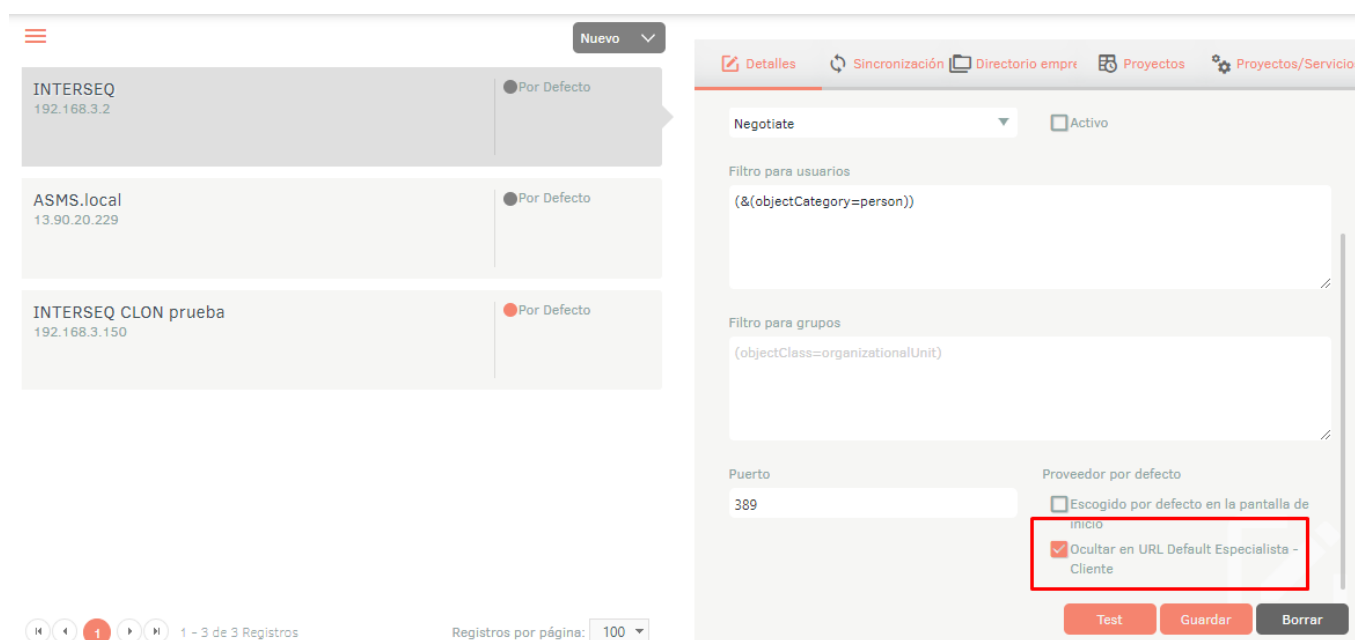 Nuevo
INTERSEQ
192.168.3.2
Por Defecto
ASMS.local
13.90.20.229
Por Defecto
INTERSEQ CLON prueba
192.168.3.150
Por Defecto
1
1 - 3 de 3 Registros
Registros por página: 100
Detalles
Sincronización
Directorio empre
Proyectos
Proyectos/Servicio
Negotiate
Activo
Filtro para usuarios
(&(objectCategory=person))
Filtro para grupos
(objectClass=organizationalUnit)
Puerto
389
Proveedor por defecto
Escogido por defecto en la pantalla de
inicio
Ocultar en URL Default Especialista -
Cliente
Test
Guardar
Borrar